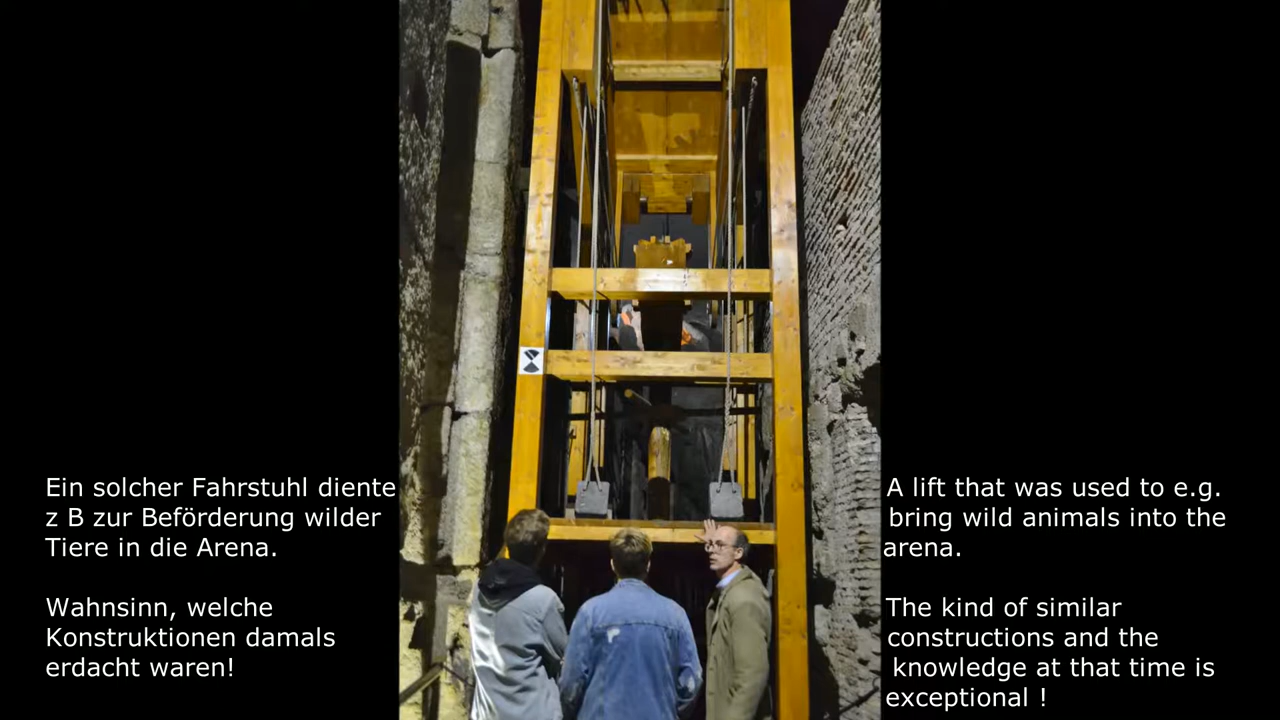 Ein solcher Fahrstuhl diente
z B zur Beförderung wilder
Tiere in die Arena.
Wahnsinn, welche
Konstruktionen damals
erdacht waren!
A lift that was used to e.g.
bring wild animals into the
arena.
The kind of similar
constructions and the
knowledge at that time is
exceptional !